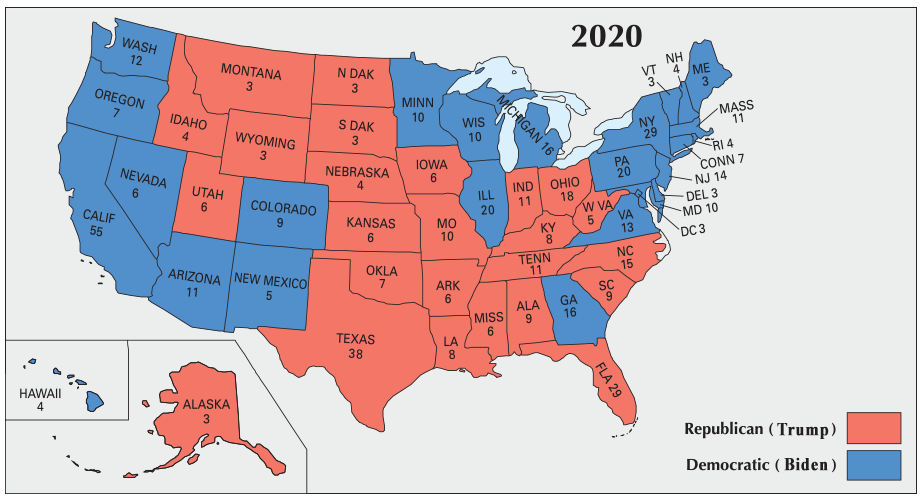 2020
WASH
12
OREGON
7
CALIF
55
NEVADA
6
IDAHO
4
MONTANA
3
WYOMING
3
UTAH
6
COLORADO
9
ARIZONA
11
NEW MEXICO
5
N DAK
3
S DAK
3
NEBRASKA
4
KANSAS
6
OKLA
7
TEXAS
38
MINN
10
IOWA
6
MO
10
ARK
6
LA
8
WIS
10
ILL
20
MICHIGAN 16
IND
11
OHIO
18
KY
8
TENN
11
MISS
6
ALA
9
GA
16
FLA 29
SC
9
NC
15
VA
13
W VA
5
PA
20
NY
29
VT
3
NH
4
ME
3
MASS
11
RI 4
CONN 7
NJ 14
DEL 3
MD 10
DC 3
HAWAII
4
ALASKA
3
Republican (Trump)
Democratic (Biden)